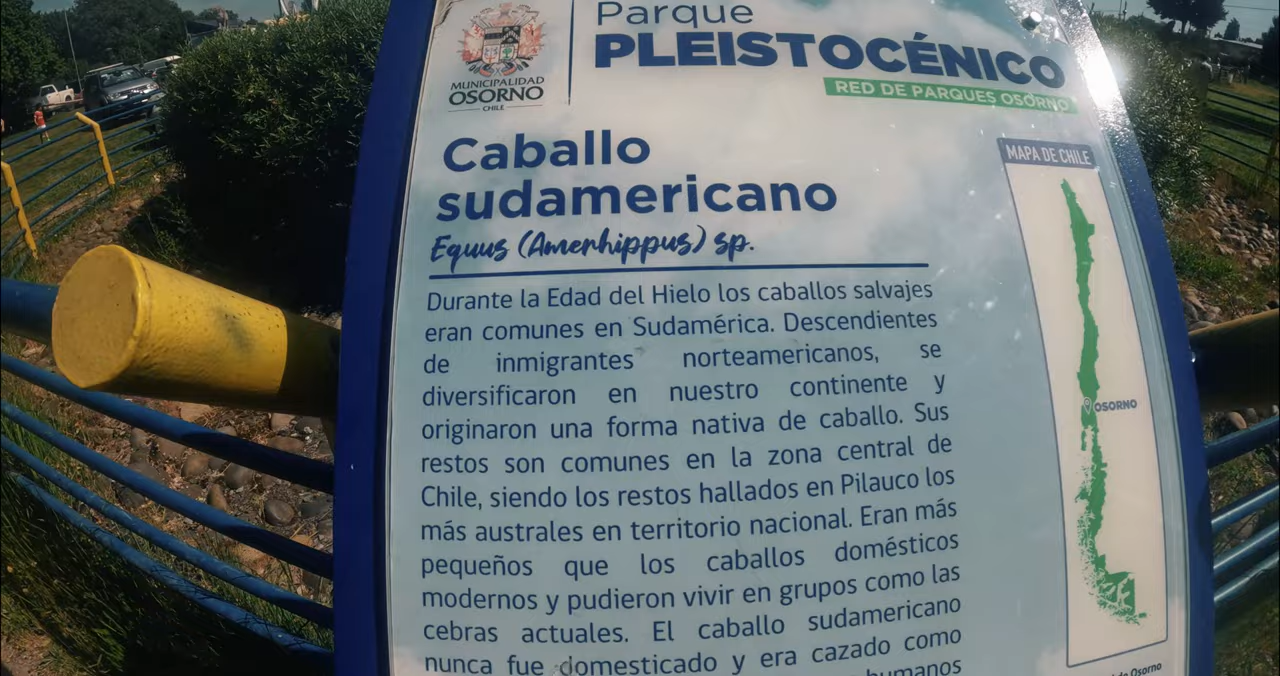 MUNICIPALIDAD
OSORNO
CHILE
Parque
PLEISTOCÉNICO
RED DE PARQUES OSORNO
Caballo
sudamericano
Equus (Amerhippus) sp.
Durante la Edad del Hielo los caballos salvajes
eran comunes en Sudamérica. Descendientes
de inmigrantes norteamericanos, se
diversificaron en nuestro continente y
originaron una forma nativa de caballo. Sus
restos son comunes en la zona central de
Chile, siendo los restos hallados en Pilauco los
más australes en territorio nacional. Eran más
pequeños que los caballos domésticos
modernos y pudieron vivir en grupos como las
cebras actuales. El caballo sudamericano
nunca fue domesticado y era cazado como
humanos
MAPA DE CHILE
OSORNO
de Osorno